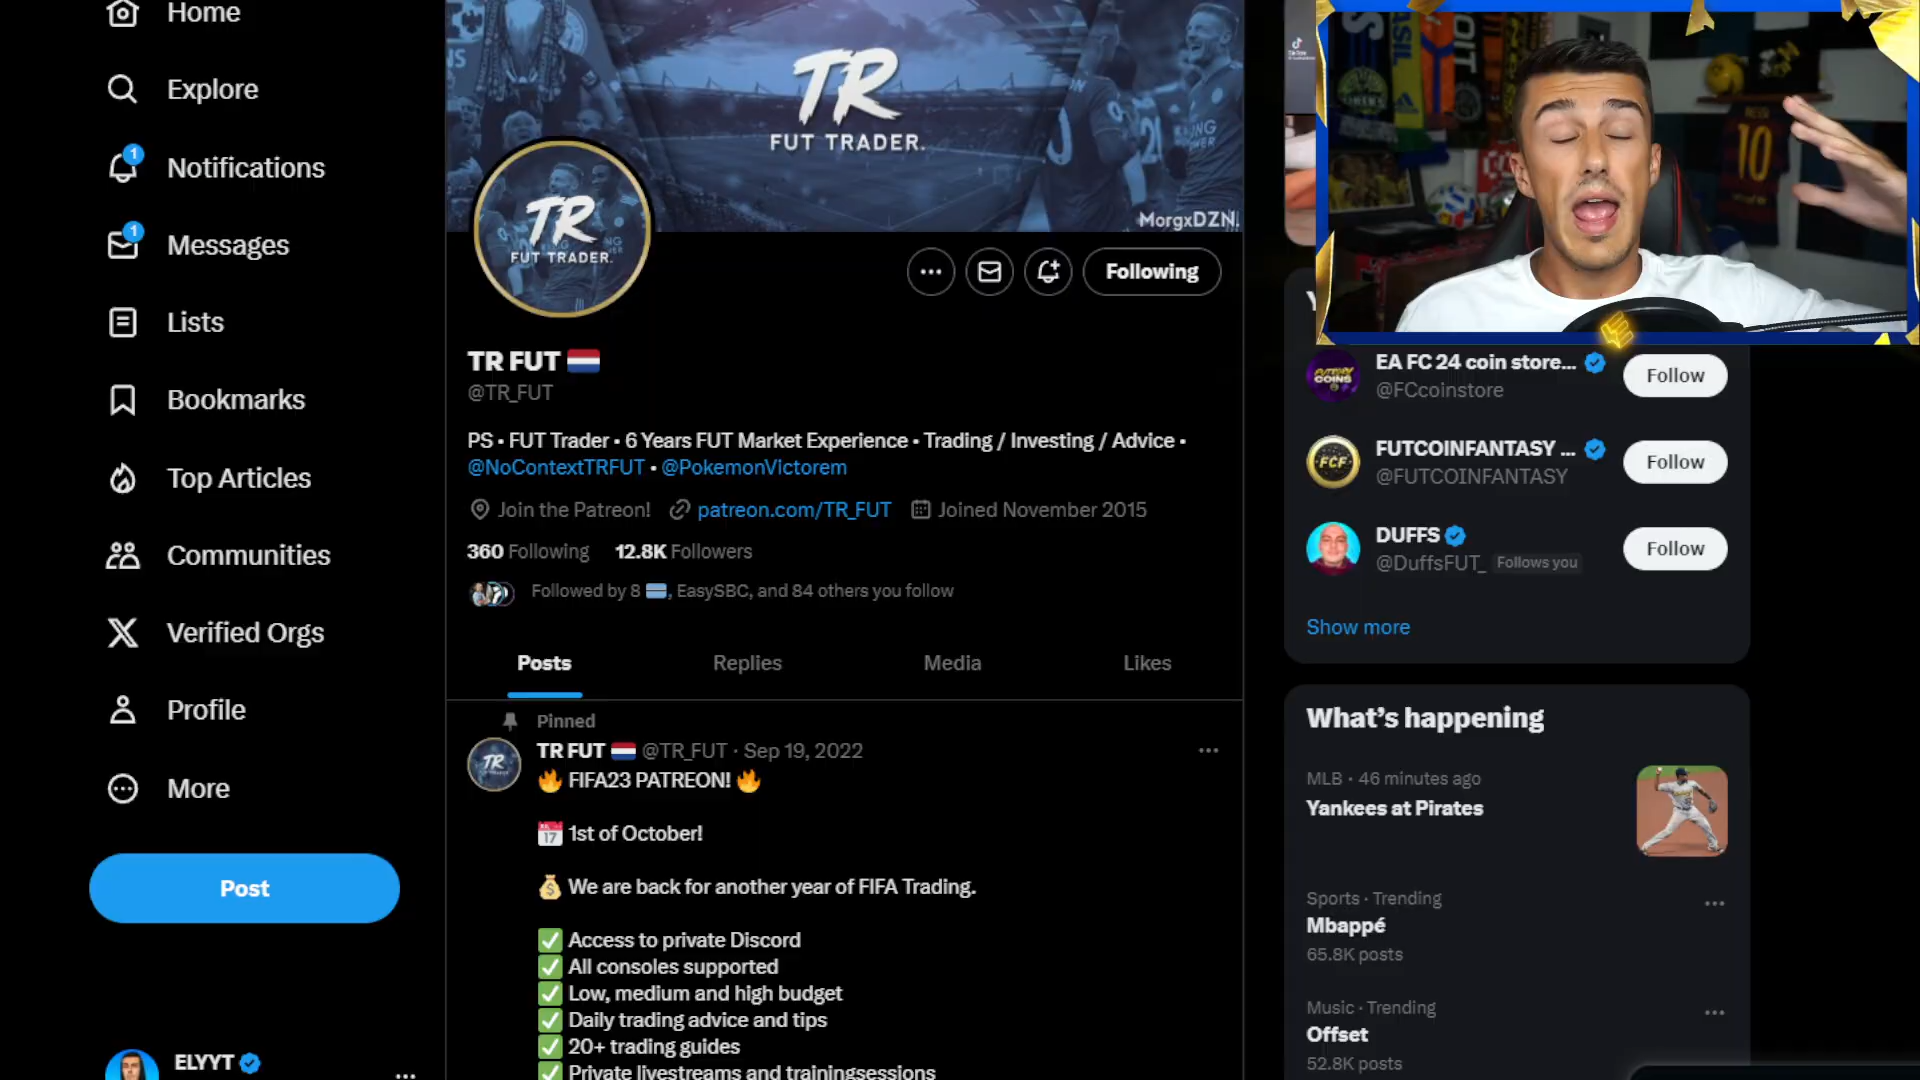 Home
Explore
1
Notifications
1
Messages
Lists
Bookmarks
Top Articles
Communities
Verified Orgs
Profile
More
Post
ELYYT
TR
FUT TRADER.
MorgxDZN.
TR
FUT TRADER.
Following
TR FUT
@TR_FUT
PS • FUT Trader • 6 Years FUT Market Experience • Trading / Investing / Advice •
@NoContextTRFUT • @PokemonVictorem
Join the Patreon! patreon.com/TR_FUT Joined November 2015
360 Following 12.8K Followers
Followed by 8 , EasySBC, and 84 others you follow
Posts Replies Media Likes
Pinned
TR FUT @TR_FUT · Sep 19, 2022
FIFA23 PATREON!
1st of October!
We are back for another year of FIFA Trading.
Access to private Discord
All consoles supported
Low, medium and high budget
Daily trading advice and tips
20+ trading guides
Private livestreams and trainingsessions
10
EA FC 24 coin store...
@FCcoinstore
Follow
FUTCOINFANTASY ...
@FUTCOINFANTASY
Follow
FCF
DUFFS
@DuffsFUT_ Follows you
Follow
Show more
What's happening
MLB · 46 minutes ago
Yankees at Pirates
Sports · Trending
Mbappé
65.8K posts
Music · Trending
Offset
52.8K posts